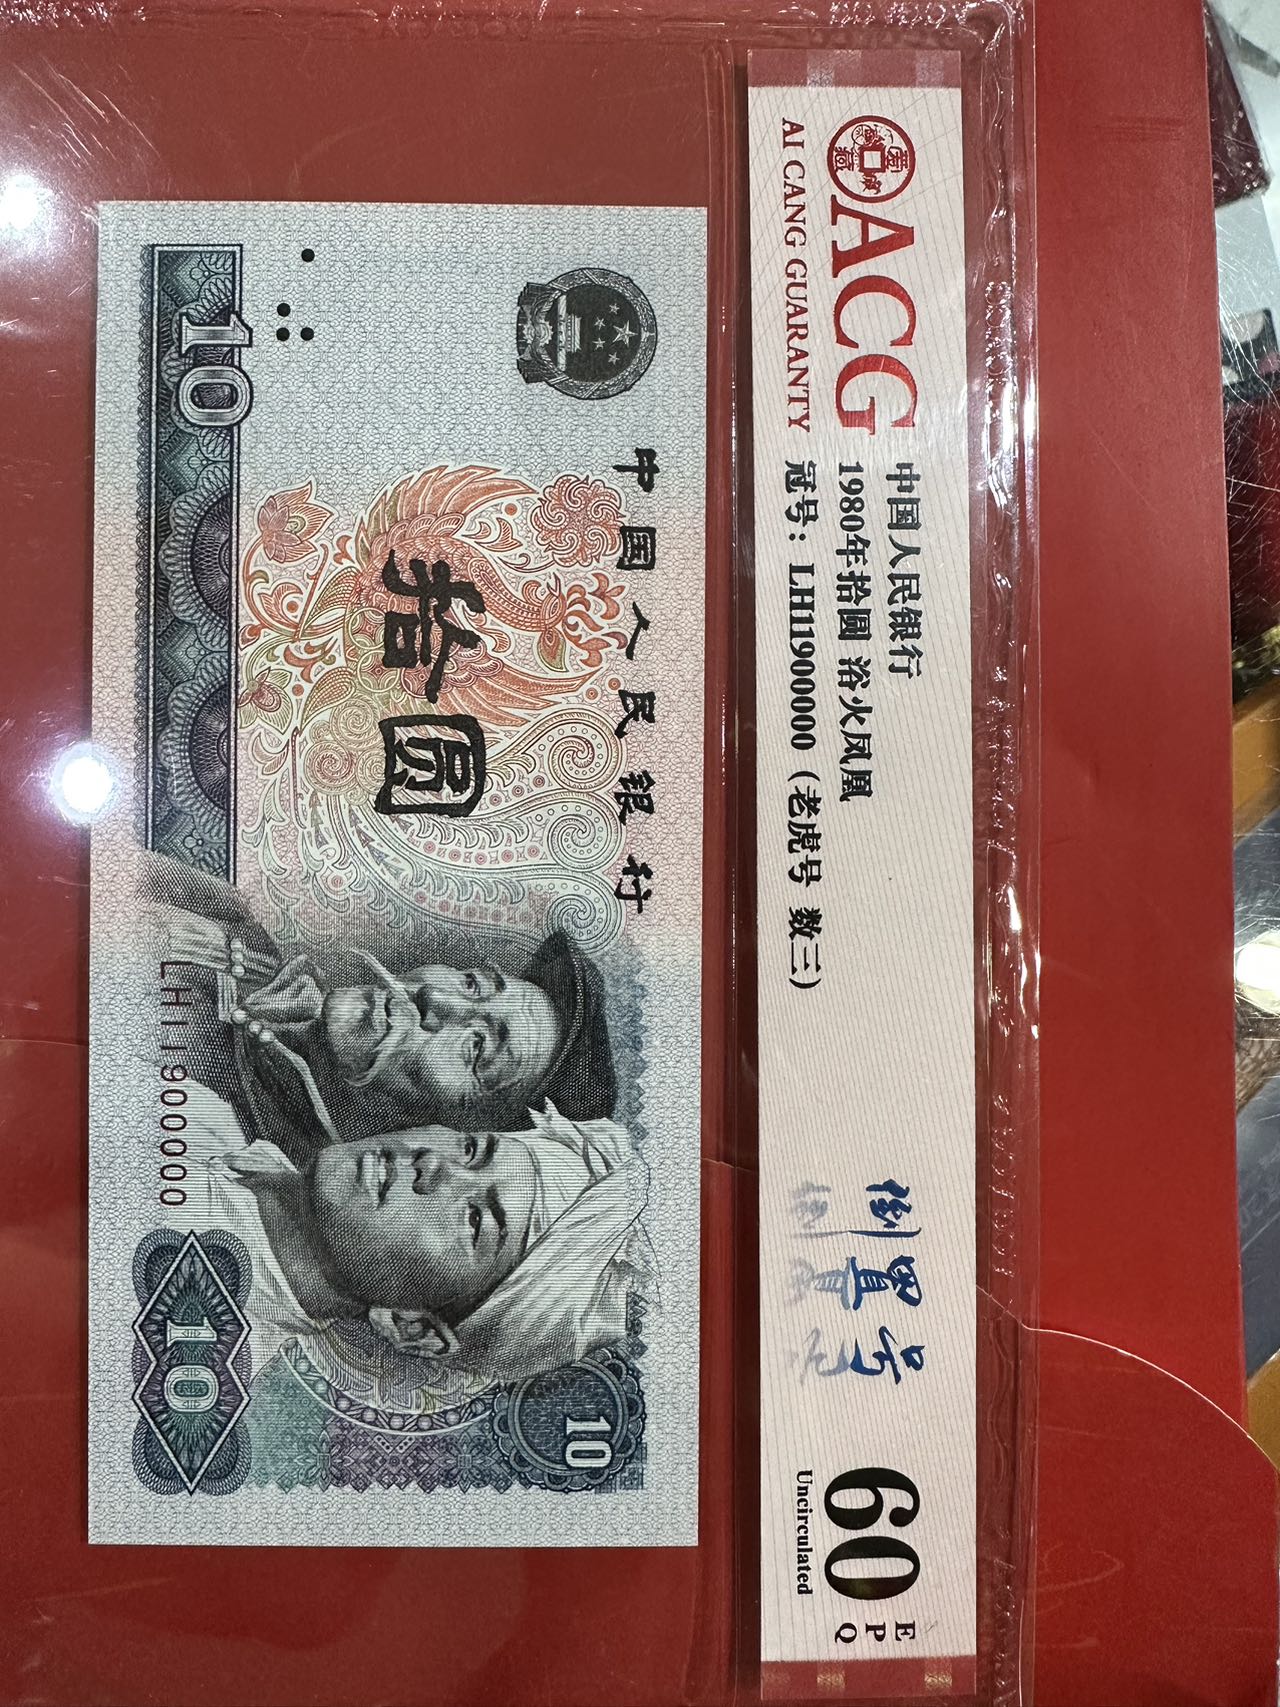 ACG
AI CANG GUARANTY
中国人民银行
1980年拾圆 浴火凤凰
冠号：LH11900000（老虎号 数三）
倒置号
60
EPQ
Uncirculated
中国人民银行
拾圆
10
LH11900000
10
10